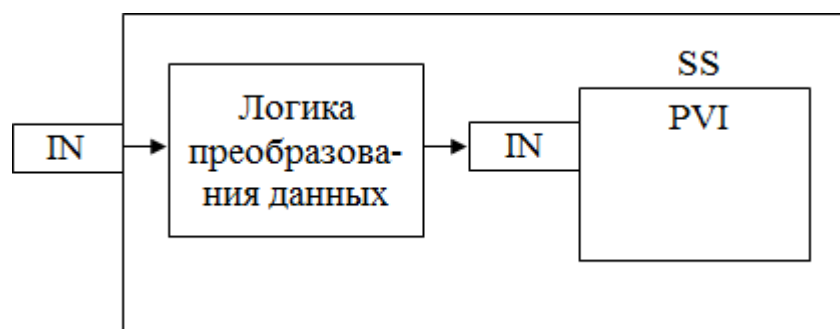 SS
PVI
Логика
преобразова-
ния данных
IN
IN